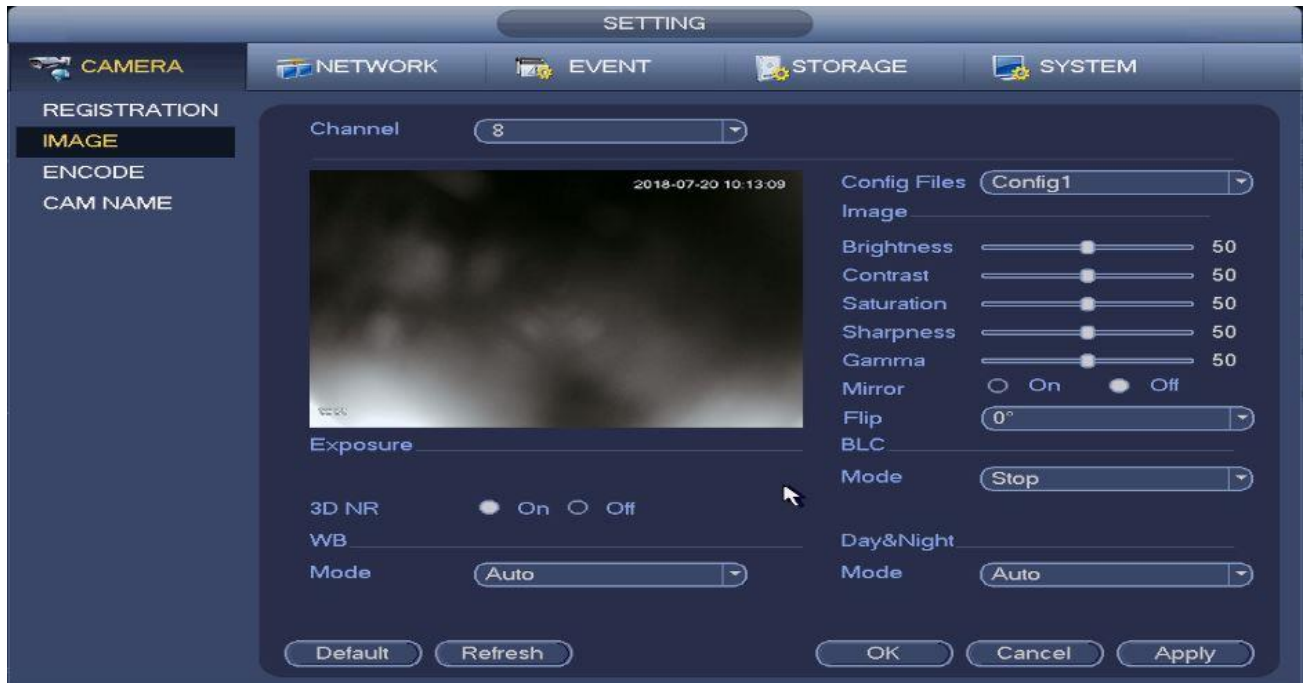 SETTING
CAMERA NETWORK EVENT STORAGE SYSTEM
REGISTRATION
IMAGE
ENCODE
CAM NAME
Channel 8
2018-07-20 10:13:09
Config Files Config1
Image
Brightness 50
Contrast 50
Saturation 50
Sharpness 50
Gamma 50
Mirror On Off
Flip 0°
Exposure
BLC
Mode Stop
3D NR On Off
WB
Day&Night
Mode Auto
Mode Auto
Default Refresh OK Cancel Apply